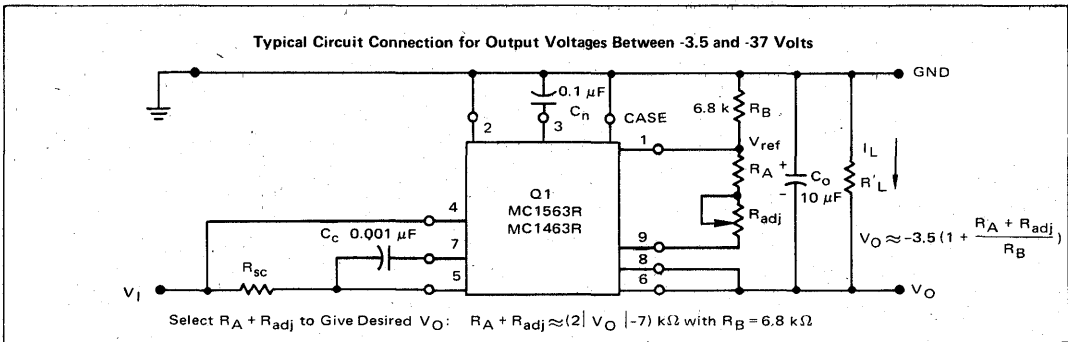 Typical Circuit Connection for Output Voltages Between -3.5 and -37 Volts
GND
0.1 μF
Cn
CASE
2
3
6.8 k
RB
1
Vref
RA
+
-
Co
10 μF
IL
R'L
Q1
MC1563R
MC1463R
Radj
4
Cc 0.001 μF
7
9
8
VO ≈ -3.5 (1 + RA + Radj / RB)
Rsc
5
6
VI
VO
Select RA + Radj to Give Desired VO: RA + Radj ≈ (2| VO |-7) kΩ with RB = 6.8 kΩ